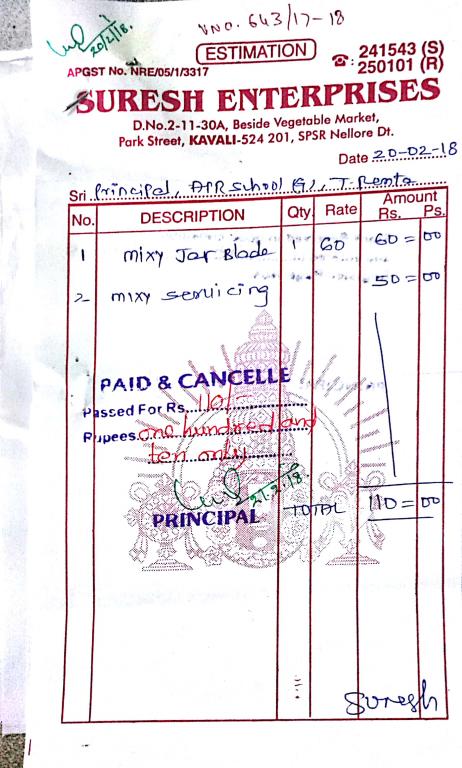 VNO. 643/17-18
20/2/18.
ESTIMATION
☎: 241543 (S)
250101 (R)
APGST No. NRE/05/1/3317
SURESH ENTERPRISES
D.No.2-11-30A, Beside Vegetable Market,
Park Street, KAVALI-524 201, SPSR Nellore Dt.
Date 20-02-18
Sri Principal, APR School (G), T.
No. DESCRIPTION Qty. Rate Amount
Rs. Ps.
1 mixy Jar Blade 1 60 60=00
2 mixy servicing 50=00
PAID & CANCELLE
Passed For Rs. 110/-
Rupees. one hundred and
ten only
21.2.18.
PRINCIPAL
TOTAL 110=00
Suresh